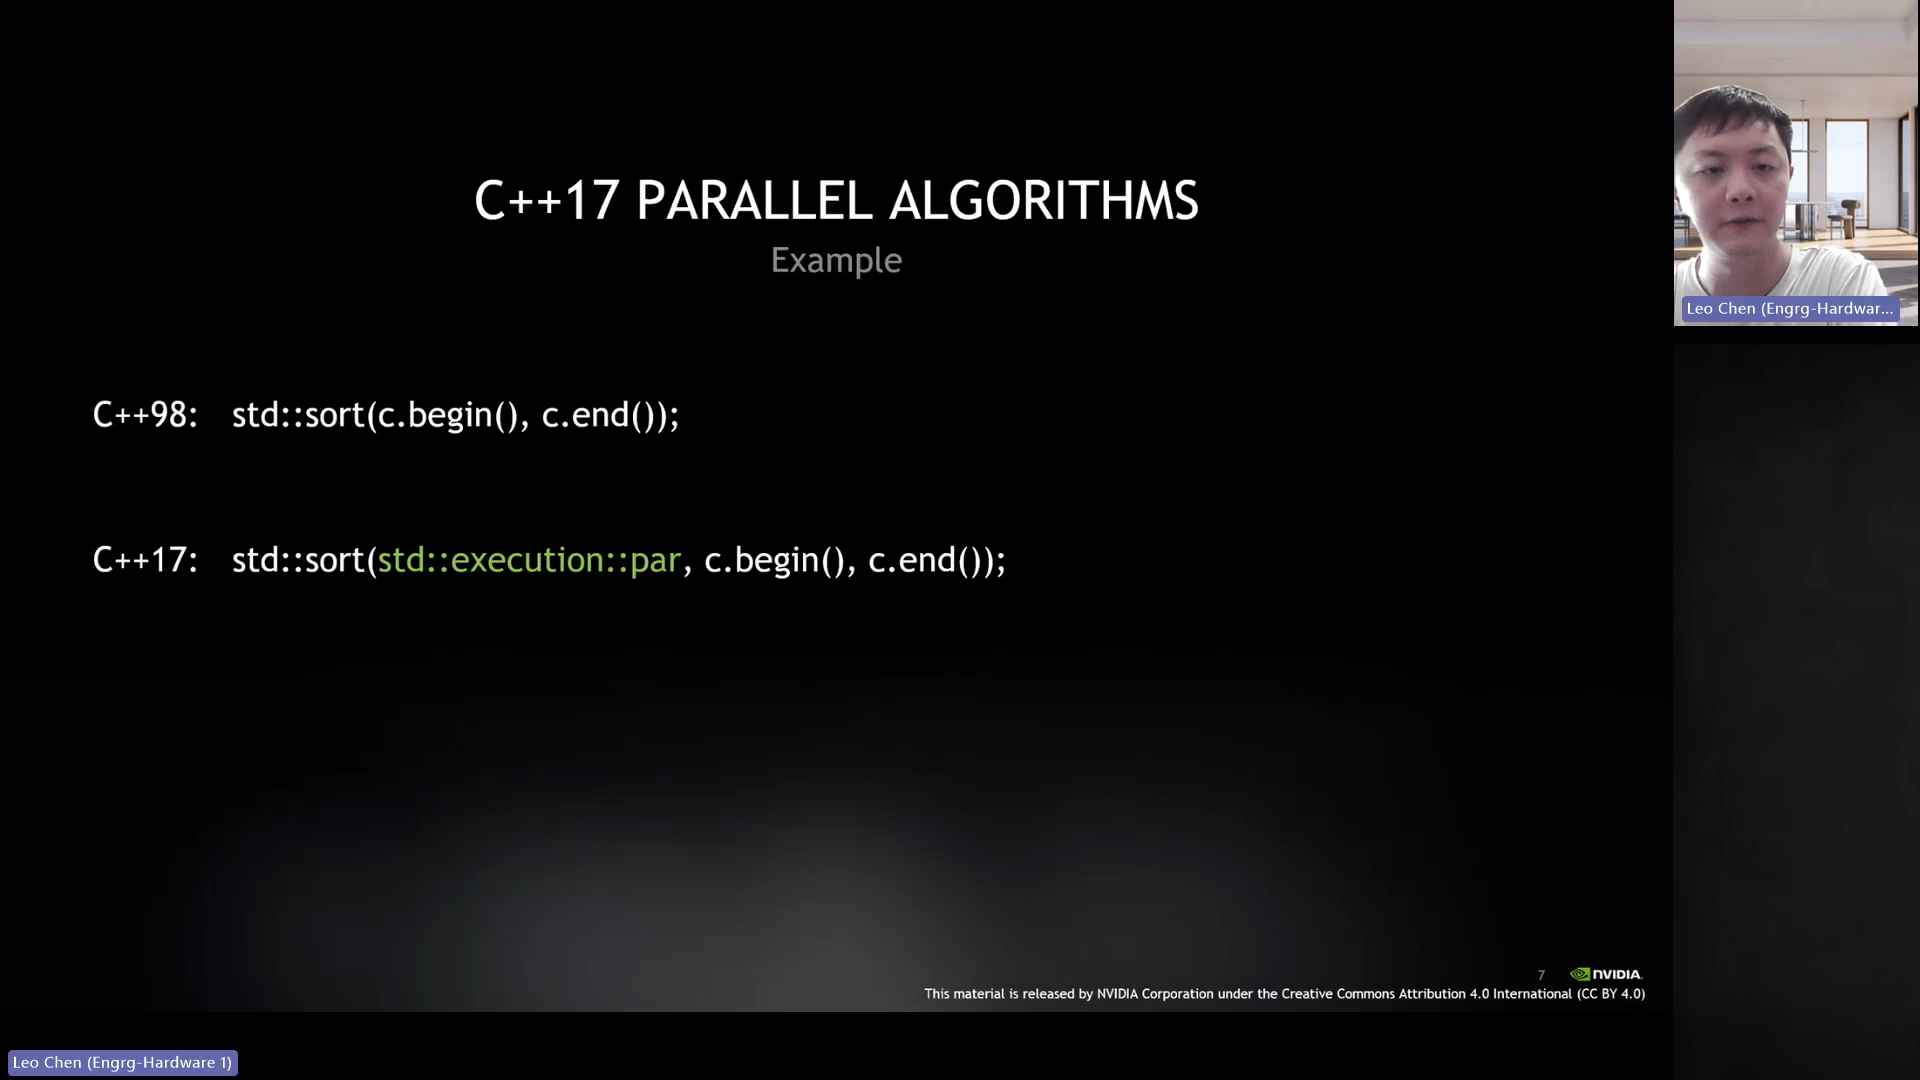 C++17 PARALLEL ALGORITHMS
Example
Leo Chen (Engrg-Hardwar...
C++98: std::sort(c.begin(), c.end());
C++17: std::sort(std::execution::par, c.begin(), c.end());
7 NVIDIA.
This material is released by NVIDIA Corporation under the Creative Commons Attribution 4.0 International (CC BY 4.0)
Leo Chen (Engrg-Hardware 1)